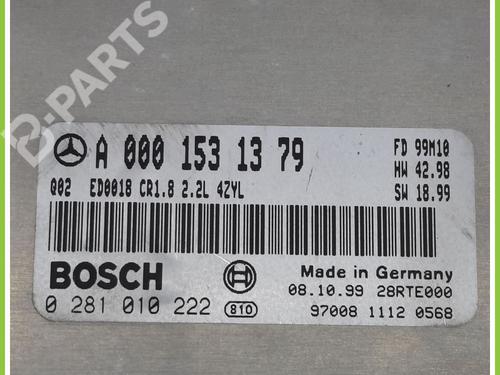 B-PARTS
A 000 153 13 79
FD 99M10
HW 42.98
SW 18.99
Q02 ED0018 CR1.8 2.2L 4ZYL
BOSCH
Made in Germany
0 281 010 222 810
08.10.99 28RTE000
97008 1112 0568